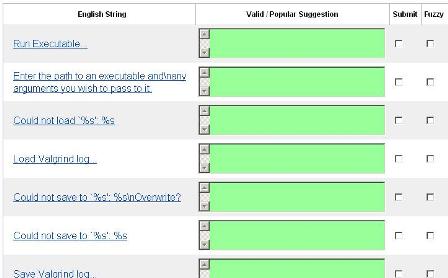 English String Valid / Popular Suggestion Submit Fuzzy
Run Executable...
Enter the path to an executable and\nany
arguments you wish to pass to it.
Could not load `%s': %s
Load Valgrind log...
Could not save to `%s': %s\nOverwrite?
Could not save to `%s': %s
Save Valgrind log...